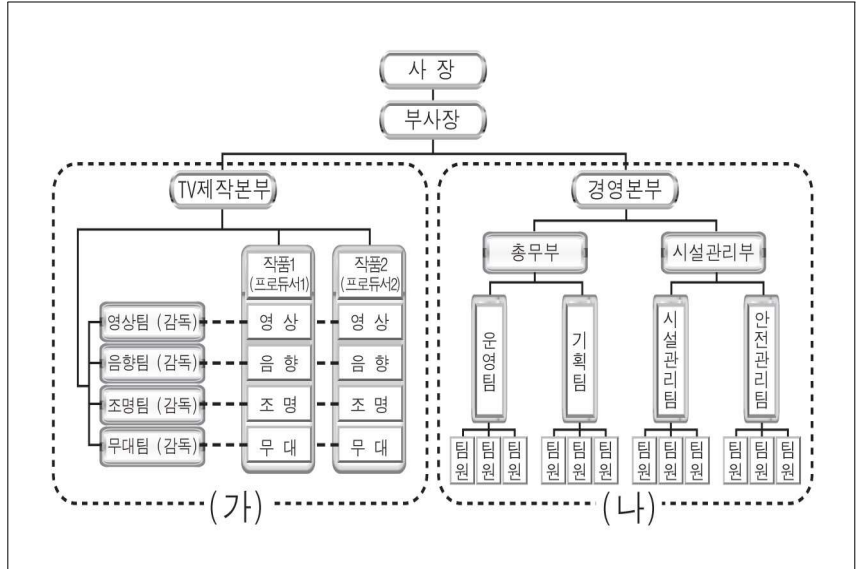 사 장
부사장
TV제작본부
경영본부
작품1
(프로듀서1)
작품2
(프로듀서2)
영상팀 (감독)
영 상
영 상
음향팀 (감독)
음 향
음 향
조명팀 (감독)
조 명
조 명
무대팀 (감독)
무 대
무 대
(가)
총무부
시설관리부
운영팀
기획팀
시설관리팀
안전관리팀
팀원
팀원
팀원
팀원
팀원
팀원
팀원
팀원
팀원
팀원
팀원
팀원
(나)